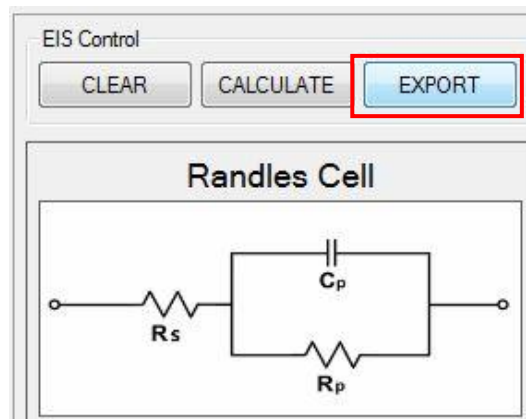 EIS Control
CLEAR CALCULATE EXPORT
Randles Cell
Cp
Rs
Rp